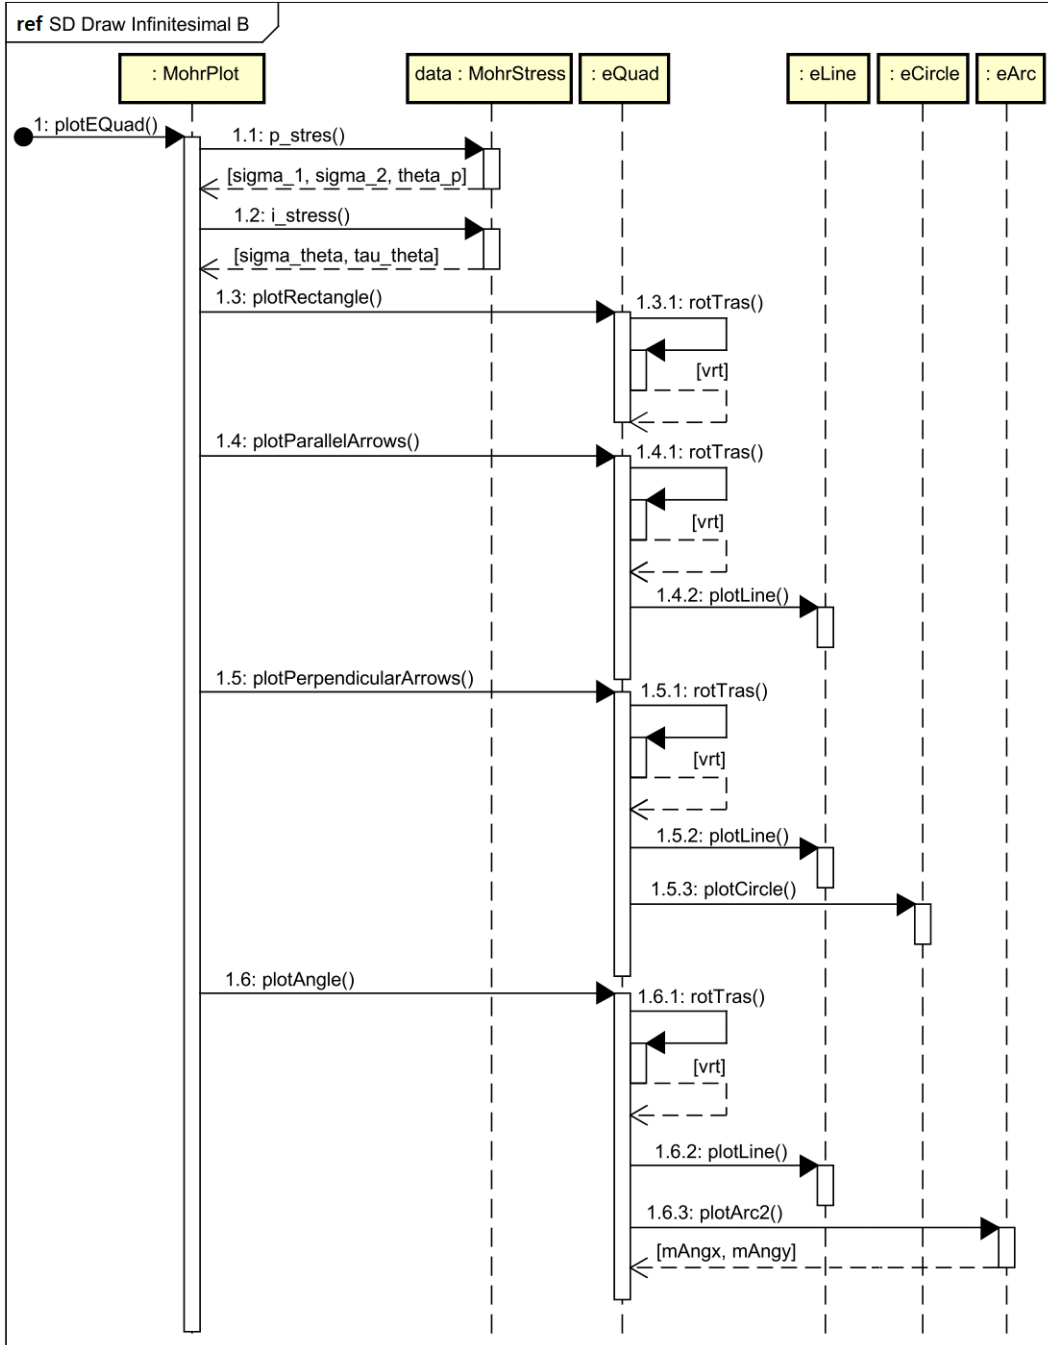 ref SD Draw Infinitesimal B
: MohrPlot
data : MohrStress
: eQuad
: eLine
: eCircle
: eArc
1: plotEQuad()
1.1: p_stres()
[sigma_1, sigma_2, theta_p]
1.2: i_stress()
[sigma_theta, tau_theta]
1.3: plotRectangle()
1.3.1: rotTras()
[vrt]
1.4: plotParallelArrows()
1.4.1: rotTras()
[vrt]
1.4.2: plotLine()
1.5: plotPerpendicularArrows()
1.5.1: rotTras()
[vrt]
1.5.2: plotLine()
1.5.3: plotCircle()
1.6: plotAngle()
1.6.1: rotTras()
[vrt]
1.6.2: plotLine()
1.6.3: plotArc2()
[mAngx, mAngy]